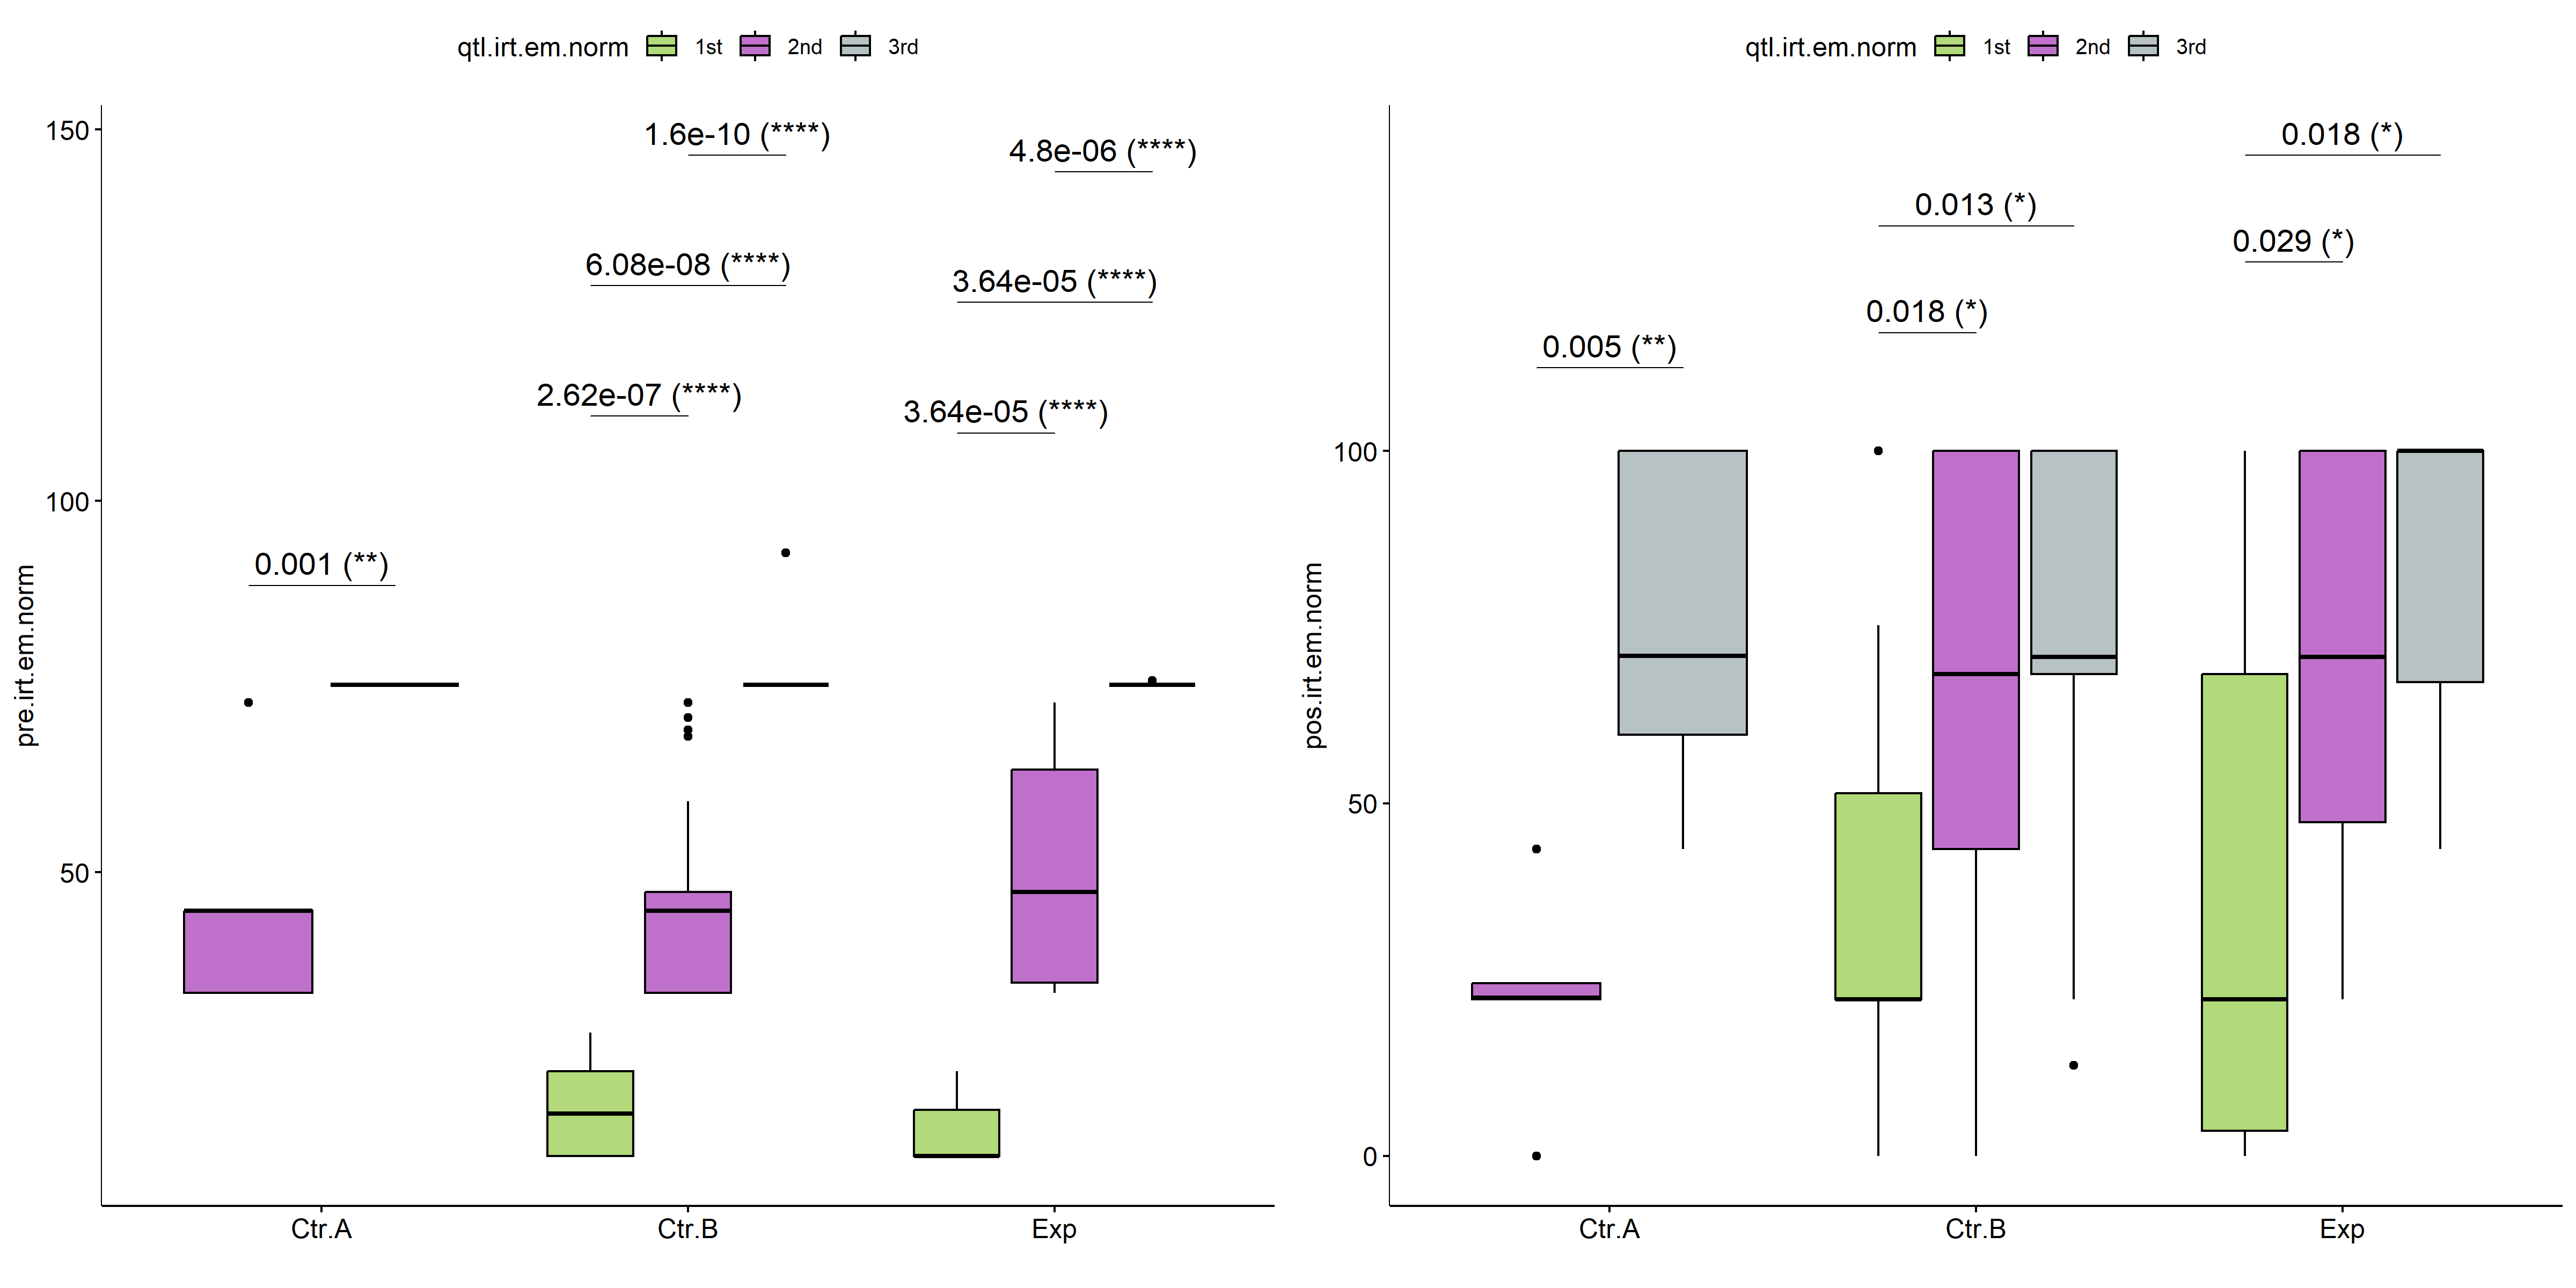 qtl.irt.em.norm 1st 2nd 3rd
pre.irt.em.norm
150
100
50
1.6e-10 (****)
4.8e-06 (****)
6.08e-08 (****)
3.64e-05 (****)
2.62e-07 (****)
3.64e-05 (****)
0.001 (**)
Ctr.A Ctr.B Exp
qtl.irt.em.norm 1st 2nd 3rd
pos.irt.em.norm
100
50
0
0.018 (*)
0.013 (*)
0.029 (*)
0.018 (*)
0.005 (**)
Ctr.A Ctr.B Exp